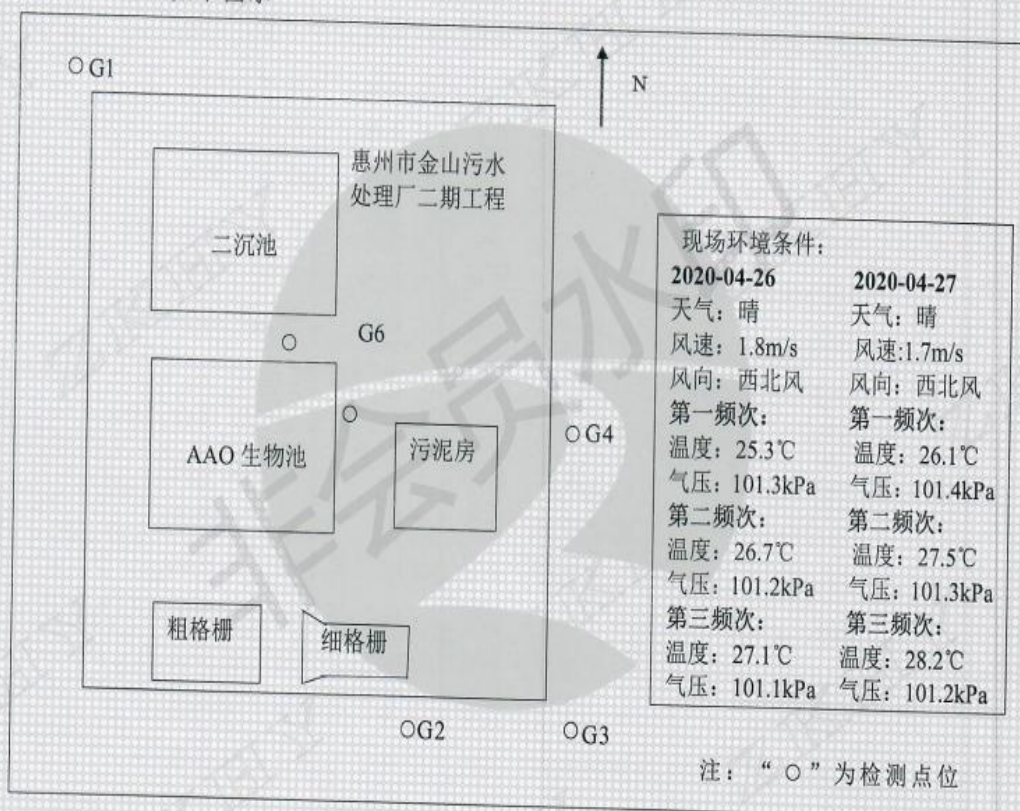 G1
N
惠州市金山污水
处理厂二期工程
二沉池
G6
AAO 生物池
污泥房
G4
粗格栅
细格栅
G2
G3
现场环境条件：
2020-04-26 2020-04-27
天气：晴 天气：晴
风速：1.8m/s 风速:1.7m/s
风向：西北风 风向：西北风
第一频次： 第一频次：
温度：25.3℃ 温度：26.1℃
气压：101.3kPa 气压：101.4kPa
第二频次： 第二频次：
温度：26.7℃ 温度：27.5℃
气压：101.2kPa 气压：101.3kPa
第三频次： 第三频次：
温度：27.1℃ 温度：28.2℃
气压：101.1kPa 气压：101.2kPa
注：“○”为检测点位
非会员水印